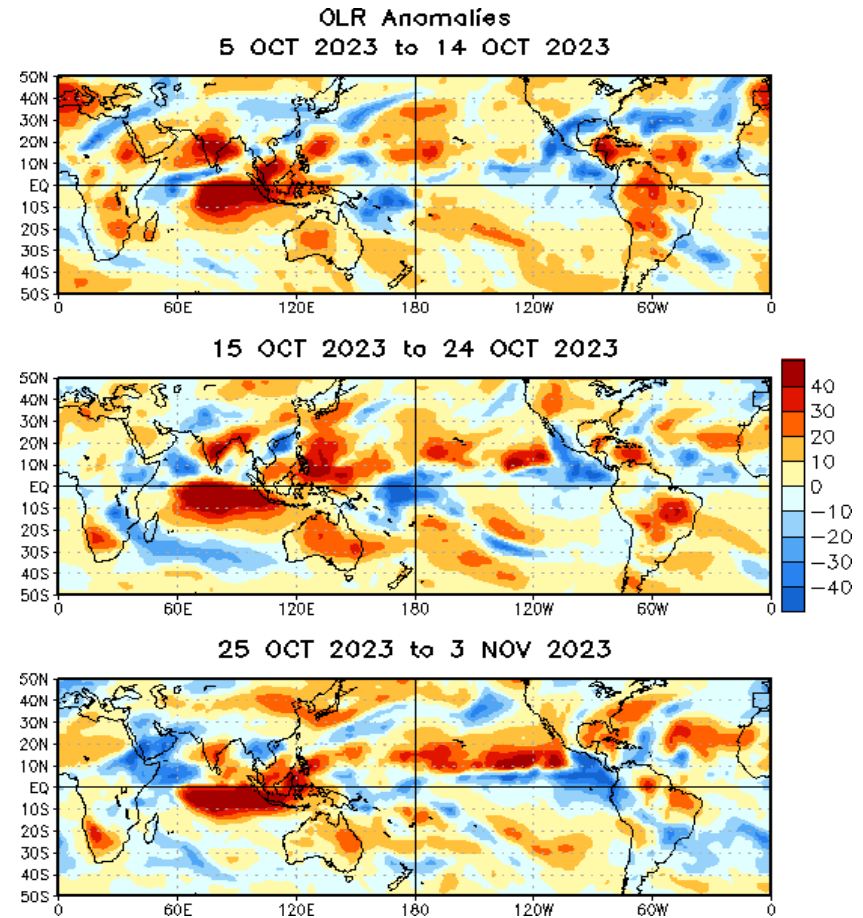 OLR Anomalies
5 OCT 2023 to 14 OCT 2023
50N
40N
30N
20N
10N
EQ
10S
20S
30S
40S
50S
0 60E 120E 180 120W 60W 0
15 OCT 2023 to 24 OCT 2023
50N
40N
30N
20N
10N
EQ
10S
20S
30S
40S
50S
0 60E 120E 180 120W 60W 0
40
30
20
10
0
-10
-20
-30
-40
25 OCT 2023 to 3 NOV 2023
50N
40N
30N
20N
10N
EQ
10S
20S
30S
40S
50S
0 60E 120E 180 120W 60W 0